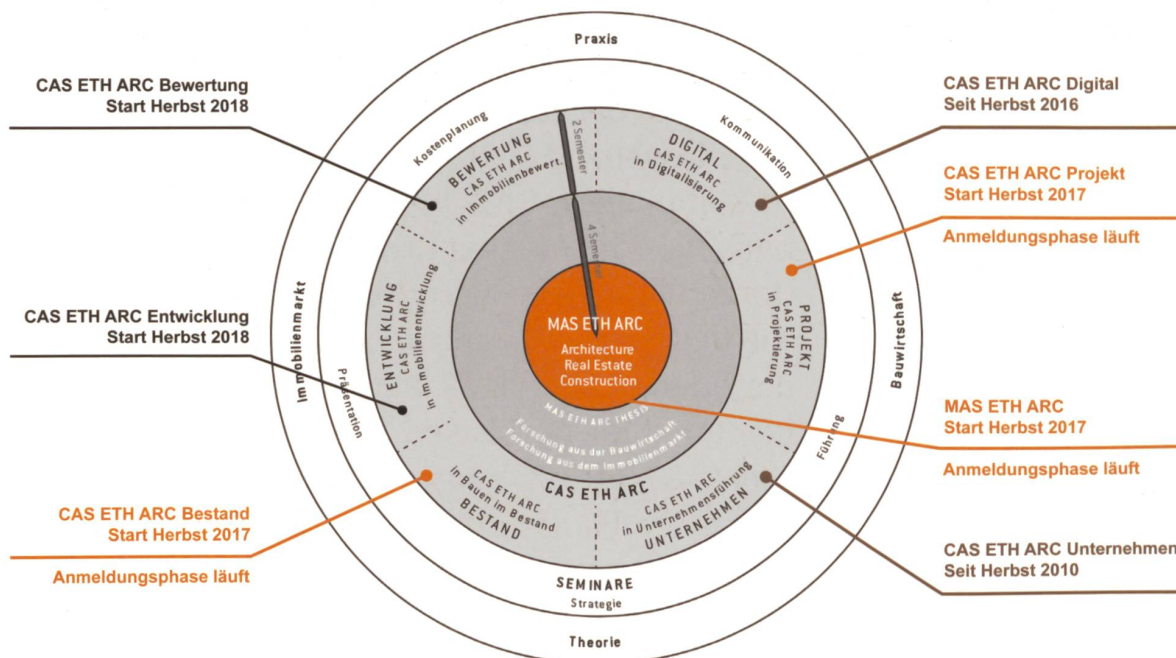 Praxis
CAS ETH ARC Bewertung
Start Herbst 2018
CAS ETH ARC Entwicklung
Start Herbst 2018
CAS ETH ARC Bestand
Start Herbst 2017
Anmeldungsphase läuft
CAS ETH ARC Digital
Seit Herbst 2016
CAS ETH ARC Projekt
Start Herbst 2017
Anmeldungsphase läuft
MAS ETH ARC
Start Herbst 2017
Anmeldungsphase läuft
CAS ETH ARC Unternehmen
Seit Herbst 2010
Immobilienmarkt
Bauwirtschaft
Kostenplanung
Kommunikation
Präsentation
Führung
BEWERTUNG
CAS ETH ARC
in Immobilienbewert.
2 Semester
DIGITAL
CAS ETH ARC
in Digitalisierung
ENTWICKLUNG
CAS ETH ARC
in Immobilienentwicklung
4 Semester
PROJEKT
CAS ETH ARC
in Projektierung
MAS ETH ARC
Architecture
Real Estate
Construction
MAS ETH ARC THESIS
Forschung aus der Bauwirtschaft
Forschung aus dem Immobilienmarkt
CAS ETH ARC
CAS ETH ARC
in Bauen im Bestand
BESTAND
CAS ETH ARC
in Unternehmensführung
UNTERNEHMEN
SEMINARE
Strategie
Theorie